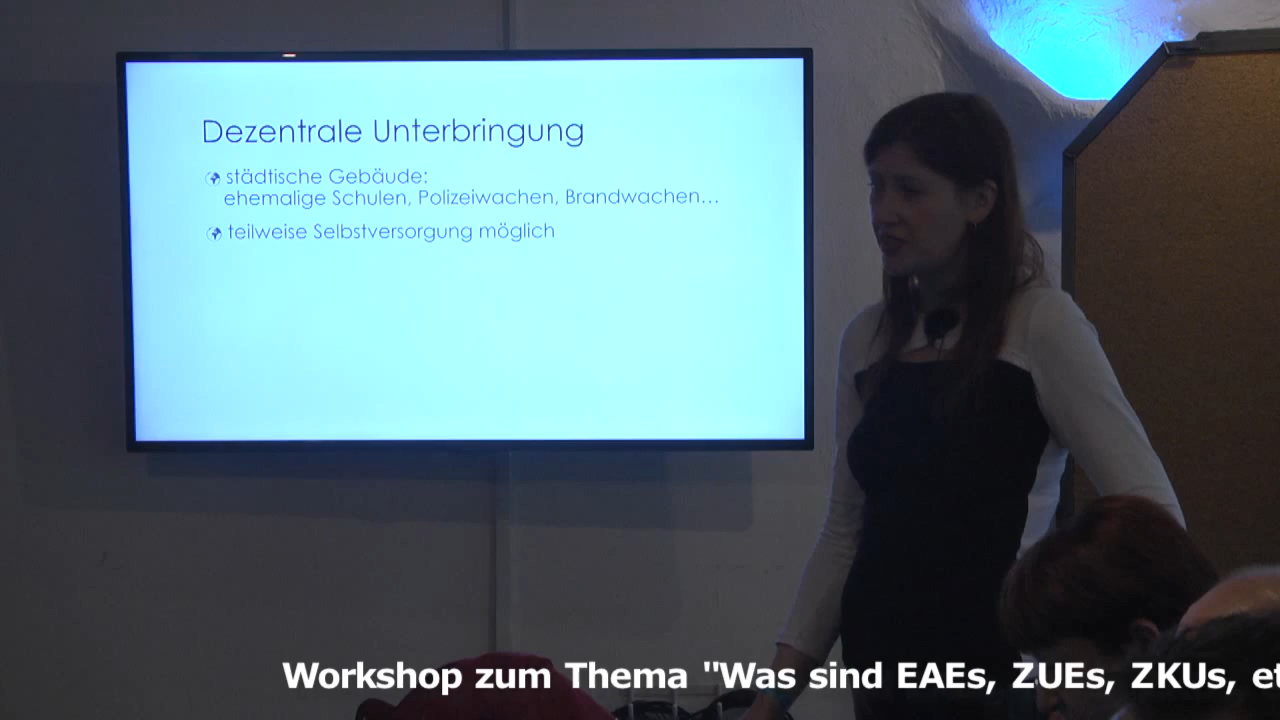 Dezentrale Unterbringung
städtische Gebäude:
ehemalige Schulen, Polizeiwachen, Brandwachen...
teilweise Selbstversorgung möglich
Workshop zum Thema "Was sind EAEs, ZUEs, ZKUs, et